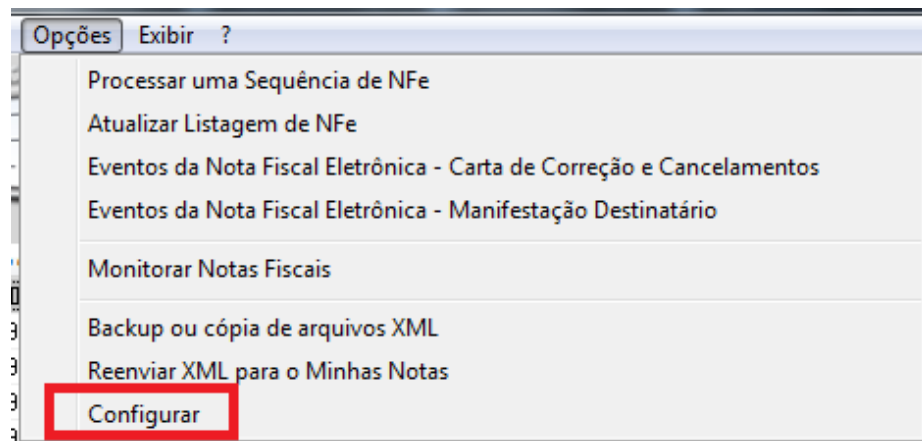 Opções Exibir ?
Processar uma Sequência de NFe
Atualizar Listagem de NFe
Eventos da Nota Fiscal Eletrônica - Carta de Correção e Cancelamentos
Eventos da Nota Fiscal Eletrônica - Manifestação Destinatário
Monitorar Notas Fiscais
Backup ou cópia de arquivos XML
Reenviar XML para o Minhas Notas
Configurar